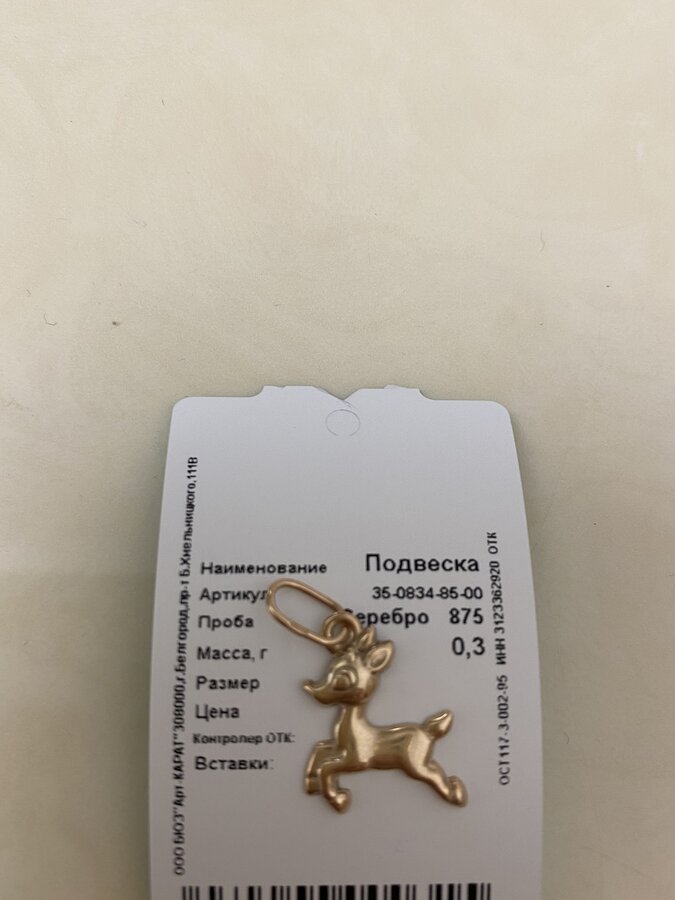 Наименование Подвеска
Артикул 35-0834-85-00
Проба Серебро 875
Масса, г 0,3
Размер
Цена
Контролер ОТК:
Вставки:
ООО БЮЗ"Арт-КАРАТ"308000,г.Белгород,пр-т Б.Хмельницкого,111В
ОСТ117-3-002-95 ИНН 3123362920 ОТК